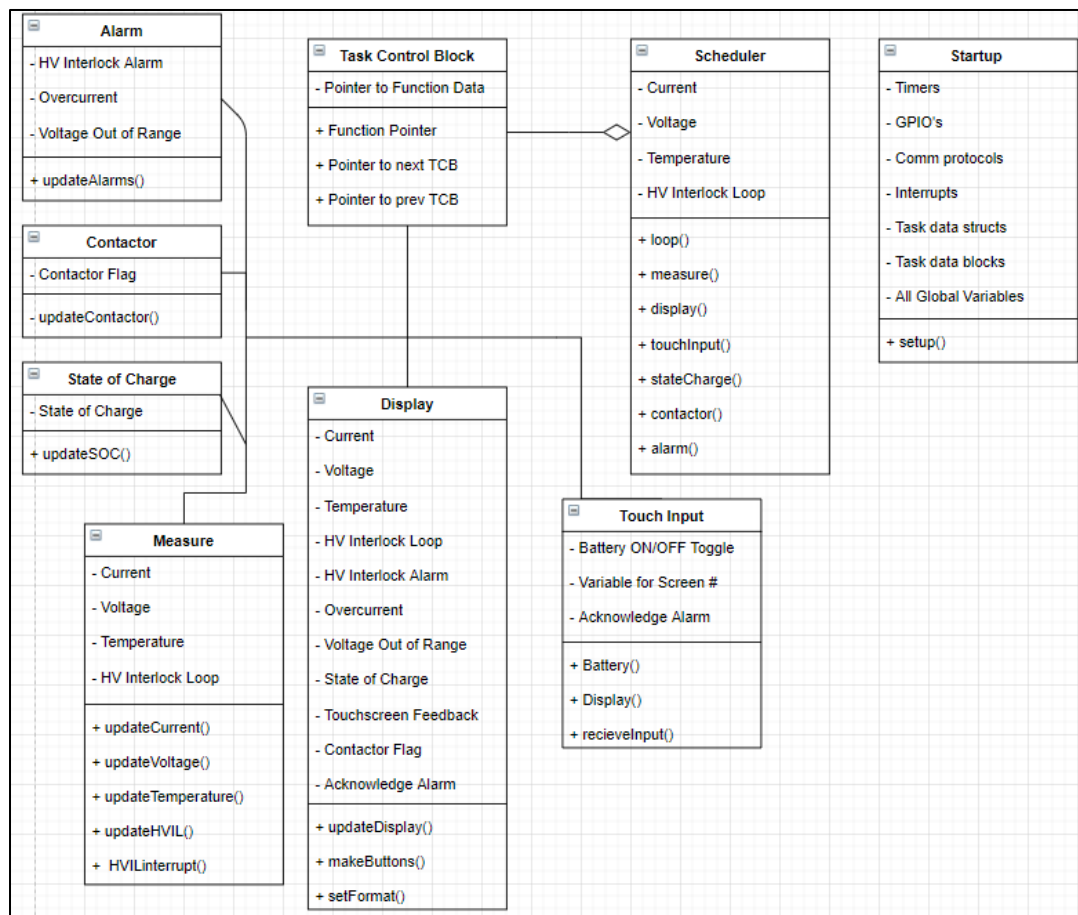 Alarm
- HV Interlock Alarm
- Overcurrent
- Voltage Out of Range
+ updateAlarms()
Contactor
- Contactor Flag
- updateContactor()
State of Charge
- State of Charge
+ updateSOC()
Measure
- Current
- Voltage
- Temperature
- HV Interlock Loop
+ updateCurrent()
+ updateVoltage()
+ updateTemperature()
+ updateHVIL()
+ HVILinterrupt()
Task Control Block
- Pointer to Function Data
+ Function Pointer
+ Pointer to next TCB
+ Pointer to prev TCB
Display
- Current
- Voltage
- Temperature
- HV Interlock Loop
- HV Interlock Alarm
- Overcurrent
- Voltage Out of Range
- State of Charge
- Touchscreen Feedback
- Contactor Flag
- Acknowledge Alarm
+ updateDisplay()
+ makeButtons()
+ setFormat()
Scheduler
- Current
- Voltage
- Temperature
- HV Interlock Loop
+ loop()
+ measure()
+ display()
+ touchInput()
+ stateCharge()
+ contactor()
+ alarm()
Touch Input
- Battery ON/OFF Toggle
- Variable for Screen #
- Acknowledge Alarm
+ Battery()
+ Display()
+ recieveInput()
Startup
- Timers
- GPIO's
- Comm protocols
- Interrupts
- Task data structs
- Task data blocks
- All Global Variables
+ setup()